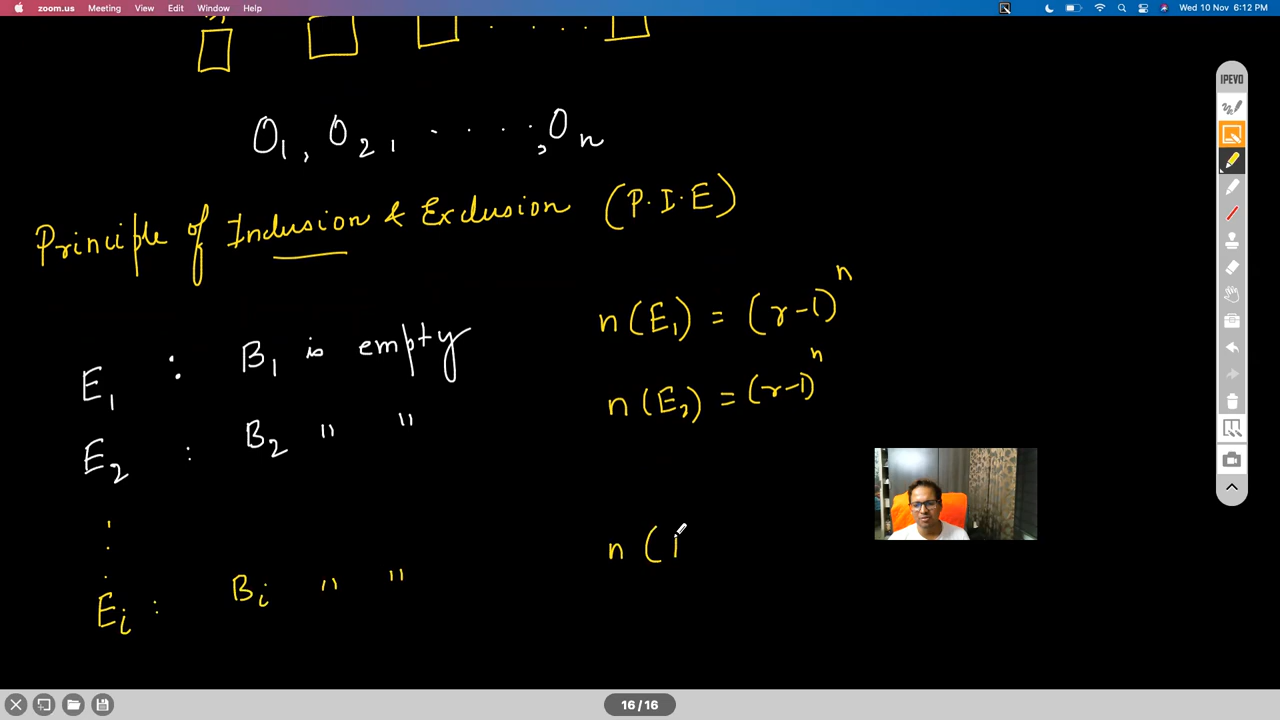 zoom.us Meeting View Edit Window Help Wed 10 Nov 6:12 PM
IPEVO
O1, O2, . . . . , On
Principle of Inclusion & Exclusion (P.I.E)
E1 : B1 is empty n(E1) = (r-1)^n
E2 : B2 " " n(E2) = (r-1)^n
Ei : Bi " " n (
16/16